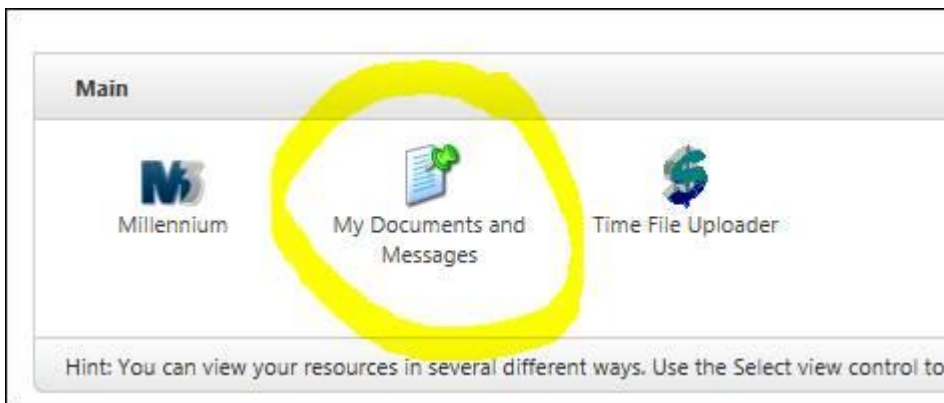 Main
M3
Millennium
My Documents and
Messages
Time File Uploader
Hint: You can view your resources in several different ways. Use the Select view control to